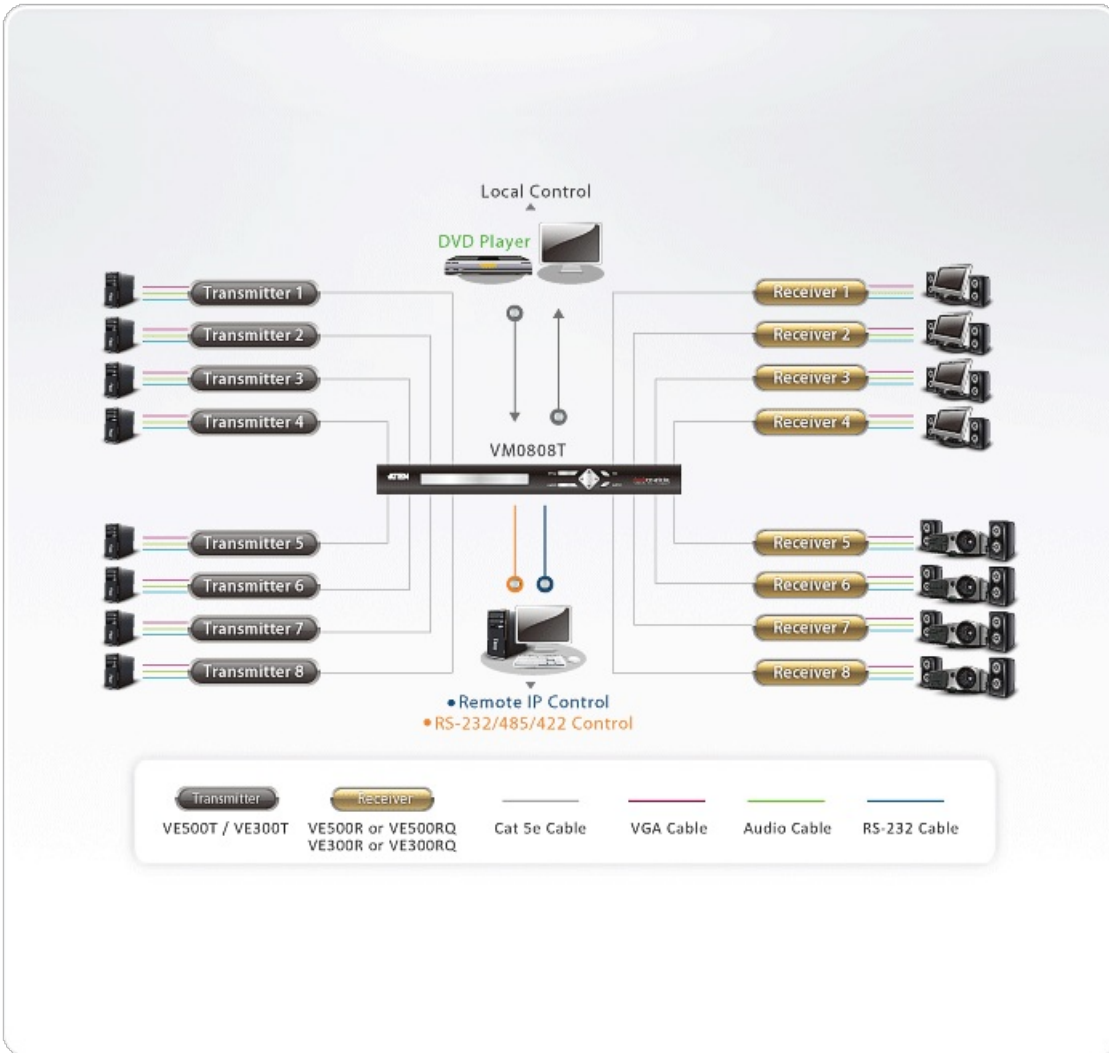 Local Control
DVD Player
Transmitter 1
Transmitter 2
Transmitter 3
Transmitter 4
Receiver 1
Receiver 2
Receiver 3
Receiver 4
VM0808T
ATEN
Transmitter 5
Transmitter 6
Transmitter 7
Transmitter 8
Receiver 5
Receiver 6
Receiver 7
Receiver 8
Remote IP Control
RS-232/485/422 Control
Transmitter
VE500T / VE300T
Receiver
VE500R or VE500RQ
VE300R or VE300RQ
Cat 5e Cable
VGA Cable
Audio Cable
RS-232 Cable